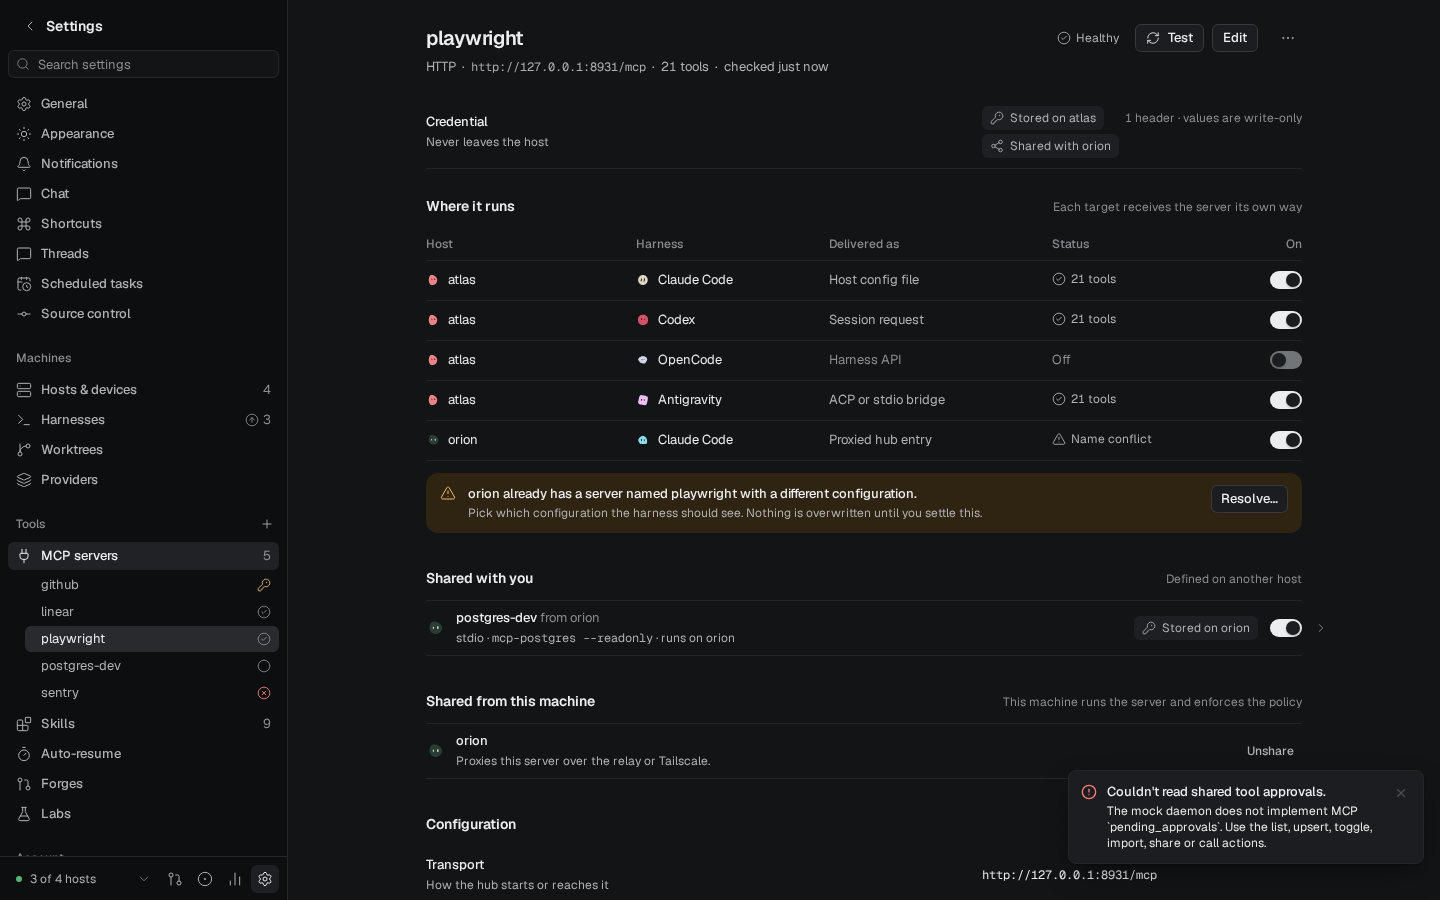 Settings
Search settings
General
Appearance
Notifications
Chat
Shortcuts
Threads
Scheduled tasks
Source control
Machines
Hosts & devices 4
Harnesses 3
Worktrees
Providers
Tools
MCP servers 5
github
linear
playwright
postgres-dev
sentry
Skills 9
Auto-resume
Forges
Labs
3 of 4 hosts
playwright
Healthy Test Edit
HTTP · http://127.0.0.1:8931/mcp · 21 tools · checked just now
Credential
Never leaves the host
Stored on atlas
1 header · values are write-only
Shared with orion
Where it runs
Each target receives the server its own way
Host Harness Delivered as Status On
atlas Claude Code Host config file 21 tools
atlas Codex Session request 21 tools
atlas OpenCode Harness API Off
atlas Antigravity ACP or stdio bridge 21 tools
orion Claude Code Proxied hub entry Name conflict
orion already has a server named playwright with a different configuration.
Pick which configuration the harness should see. Nothing is overwritten until you settle this.
Resolve...
Shared with you
Defined on another host
postgres-dev from orion
stdio · mcp-postgres --readonly · runs on orion
Stored on orion
Shared from this machine
This machine runs the server and enforces the policy
orion
Proxies this server over the relay or Tailscale.
Unshare
Configuration
Transport
How the hub starts or reaches it
http://127.0.0.1:8931/mcp
Couldn't read shared tool approvals.
The mock daemon does not implement MCP
`pending_approvals`. Use the list, upsert, toggle,
import, share or call actions.